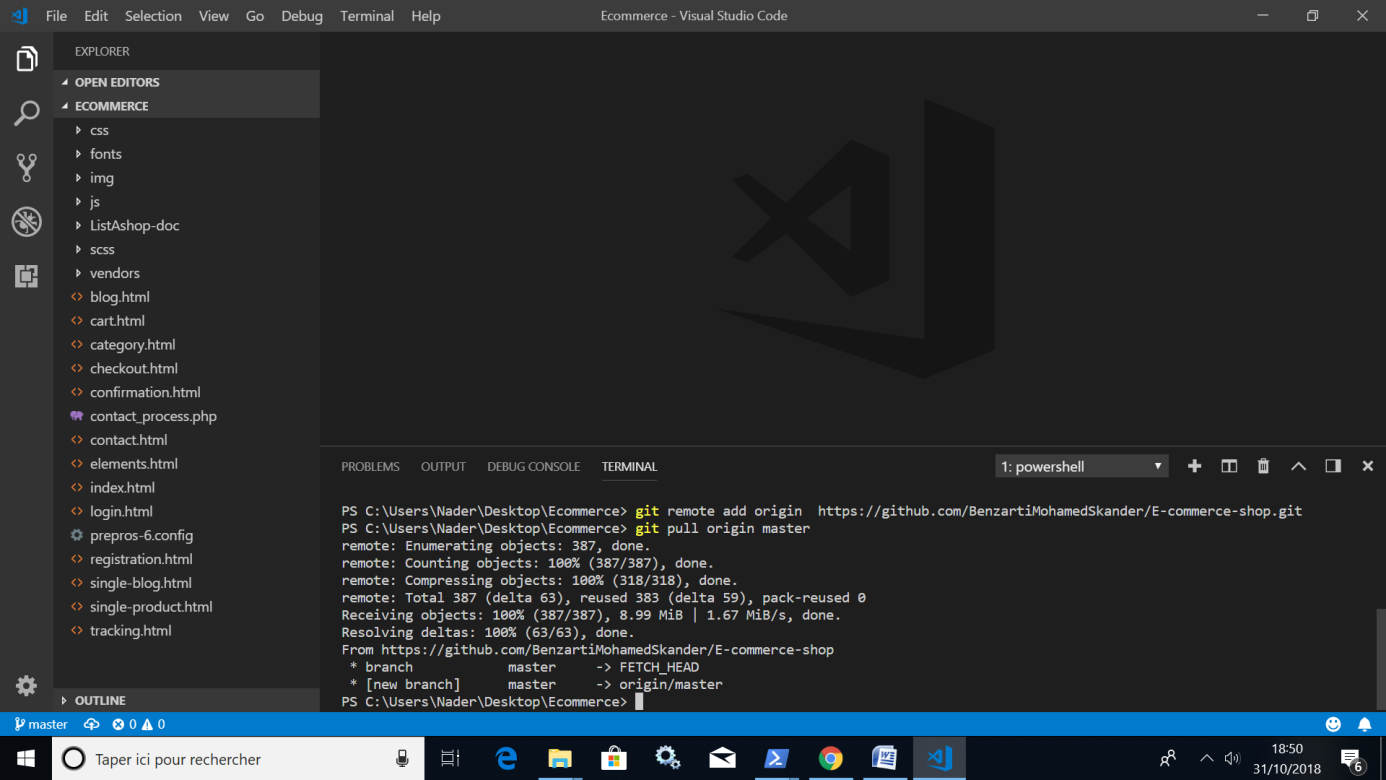 File Edit Selection View Go Debug Terminal Help
Ecommerce - Visual Studio Code
EXPLORER
OPEN EDITORS
ECOMMERCE
css
fonts
img
js
ListAshop-doc
scss
vendors
blog.html
cart.html
category.html
checkout.html
confirmation.html
contact_process.php
contact.html
elements.html
index.html
login.html
prepros-6.config
registration.html
single-blog.html
single-product.html
tracking.html
OUTLINE
PROBLEMS OUTPUT DEBUG CONSOLE TERMINAL
1: powershell
PS C:\Users\Nader\Desktop\Ecommerce> git remote add origin  https://github.com/BenzartiMohamedSkander/E-commerce-shop.git
PS C:\Users\Nader\Desktop\Ecommerce> git pull origin master
remote: Enumerating objects: 387, done.
remote: Counting objects: 100% (387/387), done.
remote: Compressing objects: 100% (318/318), done.
remote: Total 387 (delta 63), reused 383 (delta 59), pack-reused 0
Receiving objects: 100% (387/387), 8.99 MiB | 1.67 MiB/s, done.
Resolving deltas: 100% (63/63), done.
From https://github.com/BenzartiMohamedSkander/E-commerce-shop
 * branch            master     -> FETCH_HEAD
 * [new branch]      master     -> origin/master
PS C:\Users\Nader\Desktop\Ecommerce>
master 0 0
Taper ici pour rechercher
18:50
31/10/2018
6